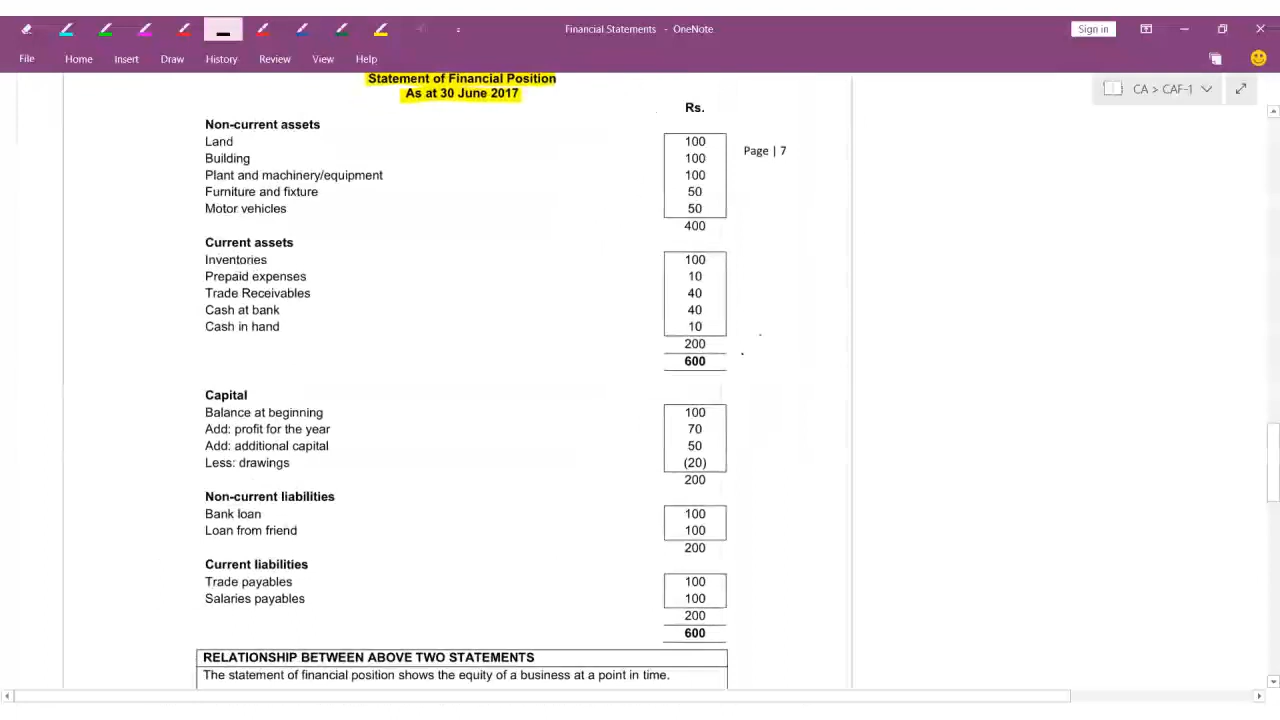 Financial Statements - OneNote
Sign in
File Home Insert Draw History Review View Help
CA > CAF-1
Statement of Financial Position
As at 30 June 2017
Rs.
Non-current assets
Land 100
Page | 7
Building 100
Plant and machinery/equipment 100
Furniture and fixture 50
Motor vehicles 50
400
Current assets
Inventories 100
Prepaid expenses 10
Trade Receivables 40
Cash at bank 40
Cash in hand 10
200
600
Capital
Balance at beginning 100
Add: profit for the year 70
Add: additional capital 50
Less: drawings (20)
200
Non-current liabilities
Bank loan 100
Loan from friend 100
200
Current liabilities
Trade payables 100
Salaries payables 100
200
600
RELATIONSHIP BETWEEN ABOVE TWO STATEMENTS
The statement of financial position shows the equity of a business at a point in time.